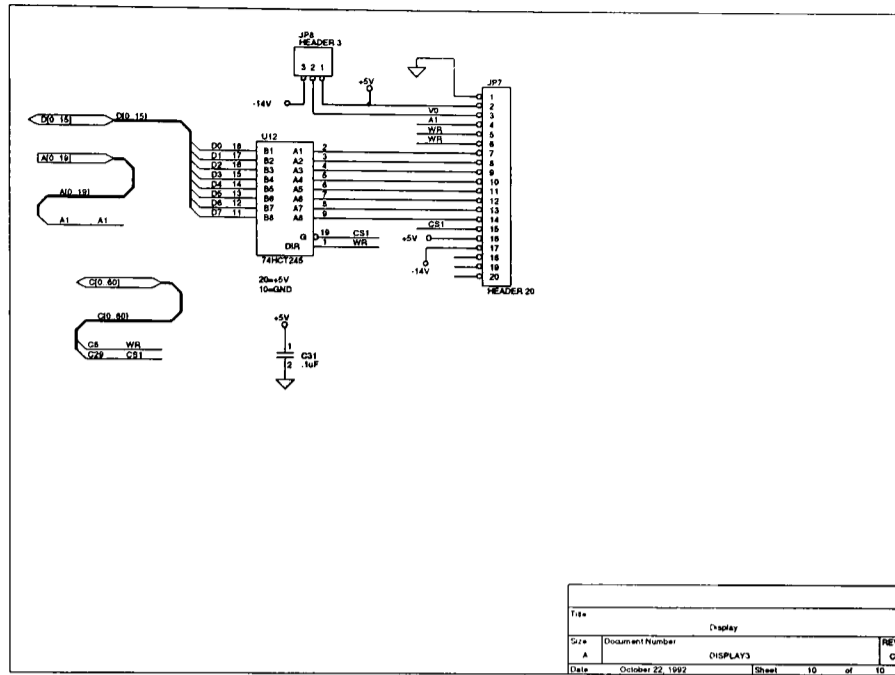 JP8
HEADER 3
3 2 1
+5V
-14V
JP7
1
2
V0 3
A1 4
WR 5
WR 6
7
8
9
10
11
12
13
14
CS1 15
+5V 16
17
-14V 18
19
20
HEADER 20
D[0..15] D[0..15]
A[0..19]
A[0..19]
A1 A1
U12
D0 18 B1 A1 2
D1 17 B2 A2 3
D2 16 B3 A3 4
D3 15 B4 A4 5
D4 14 B5 A5 6
D5 13 B6 A6 7
D6 12 B7 A7 8
D7 11 B8 A8 9
G 19 CS1
DIR 1 WR
74HCT245
20=+5V
10=GND
C[0..60]
C[0..60]
WR
C29 CS1
+5V
1
C31
2
.1uF
Title
Display
Size Document Number REV
A DISPLAY3 C
Date October 22, 1992 Sheet 10 of 10